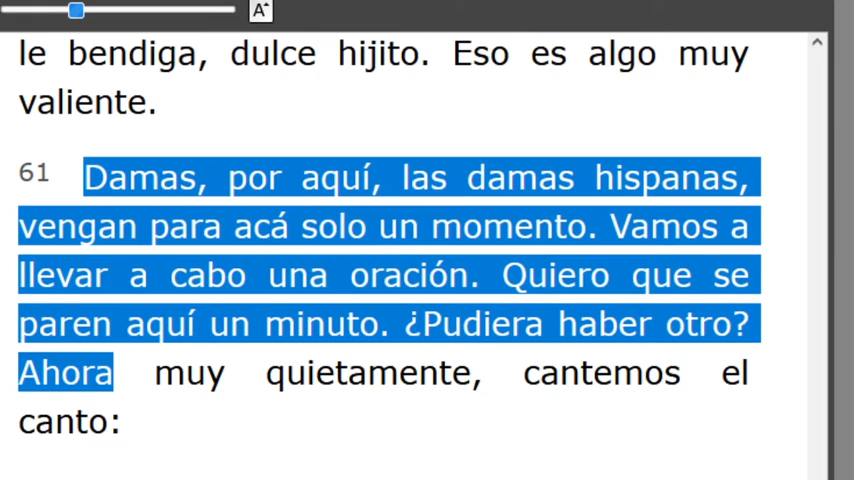 A
le bendiga, dulce hijito. Eso es algo muy
valiente.
61 Damas, por aquí, las damas hispanas,
vengan para acá solo un momento. Vamos a
llevar a cabo una oración. Quiero que se
paren aquí un minuto. ¿Pudiera haber otro?
Ahora muy quietamente, cantemos el
canto: